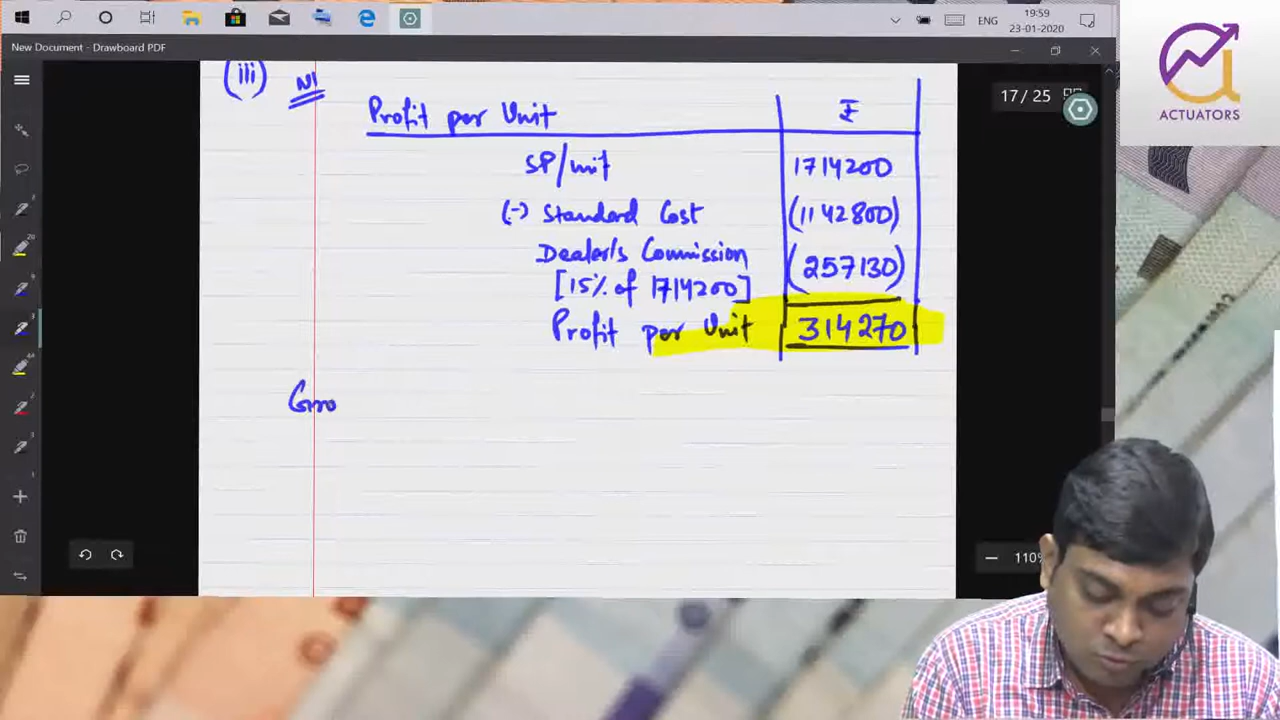 ENG
19:59
23-01-2020
New Document - Drawboard PDF
ACTUATORS
17 / 25
(iii) N1
Profit per Unit ₹
SP/unit 1714200
(-) Standard Cost (1142800)
Dealer's Commission (257130)
[15% of 1714200]
Profit per Unit 314270
Gro
110%